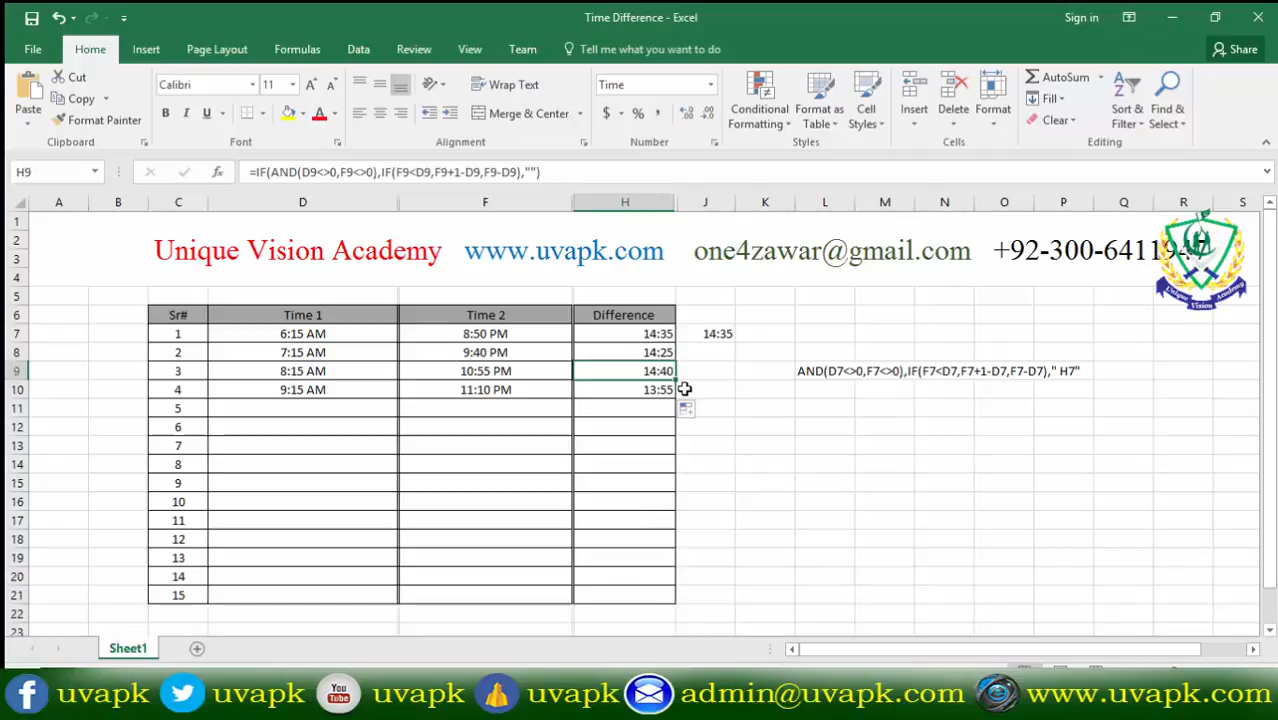 Time Difference - Excel
Sign in
File Home Insert Page Layout Formulas Data Review View Team Tell me what you want to do Share
Paste
Cut
Copy
Format Painter
Clipboard
Calibri 11
B I U
Font
Wrap Text
Merge & Center
Alignment
Time
$ % ,
Number
Conditional Formatting
Format as Table
Cell Styles
Styles
Insert Delete Format
Cells
AutoSum
Fill
Clear
Sort & Filter
Find & Select
Editing
H9 fx =IF(AND(D9<>0,F9<>0),IF(F9<D9,F9+1-D9,F9-D9),"")
A B C D F H J K L M N O P Q R S
1
2
Unique Vision Academy www.uvapk.com one4zawar@gmail.com +92-300-6411947
3
4
Unique Vision Academy
5
6 Sr# Time 1 Time 2 Difference
7 1 6:15 AM 8:50 PM 14:35 14:35
8 2 7:15 AM 9:40 PM 14:25
9 3 8:15 AM 10:55 PM 14:40 AND(D7<>0,F7<>0),IF(F7<D7,F7+1-D7,F7-D7)," H7"
10 4 9:15 AM 11:10 PM 13:55
11 5
12 6
13 7
14 8
15 9
16 10
17 11
18 12
19 13
20 14
21 15
22
23
Sheet1
uvapk uvapk You Tube uvapk uvapk admin@uvapk.com www.uvapk.com